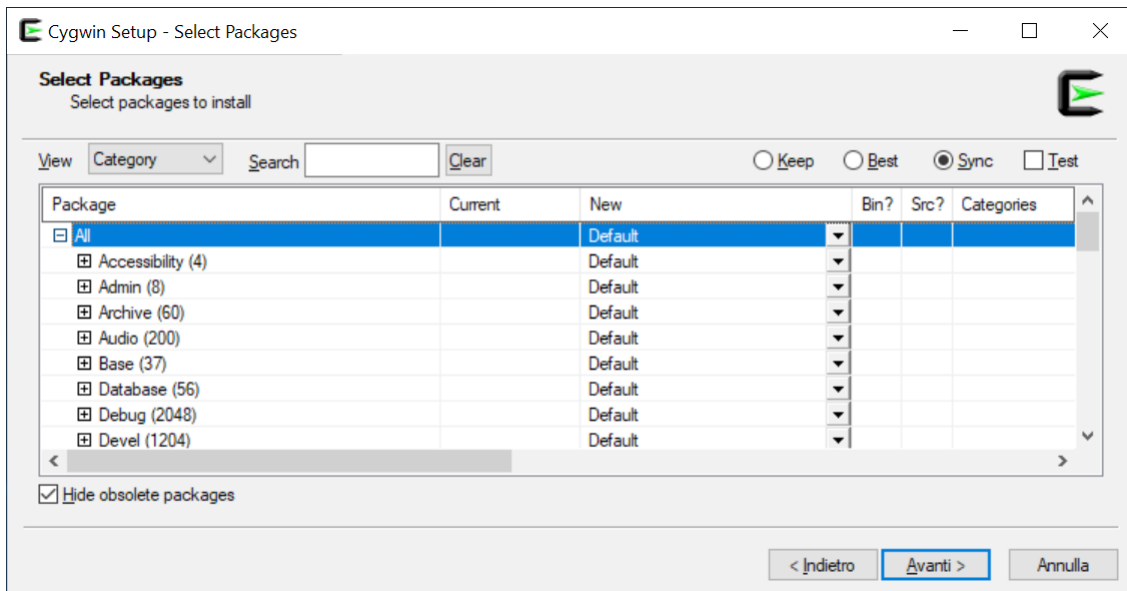 Cygwin Setup - Select Packages
Select Packages
Select packages to install
View Category Search Clear Keep Best Sync Test
Package Current New Bin? Src? Categories
All Default
Accessibility (4) Default
Admin (8) Default
Archive (60) Default
Audio (200) Default
Base (37) Default
Database (56) Default
Debug (2048) Default
Devel (1204) Default
Hide obsolete packages
< Indietro Avanti > Annulla